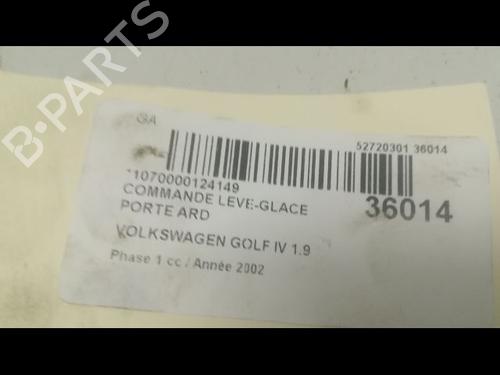 B-PARTS
GA
52720301 36014
*1070000124149
COMMANDE LEVE-GLACE
PORTE ARD
36014
VOLKSWAGEN GOLF IV 1.9
Phase 1 cc / Année 2002